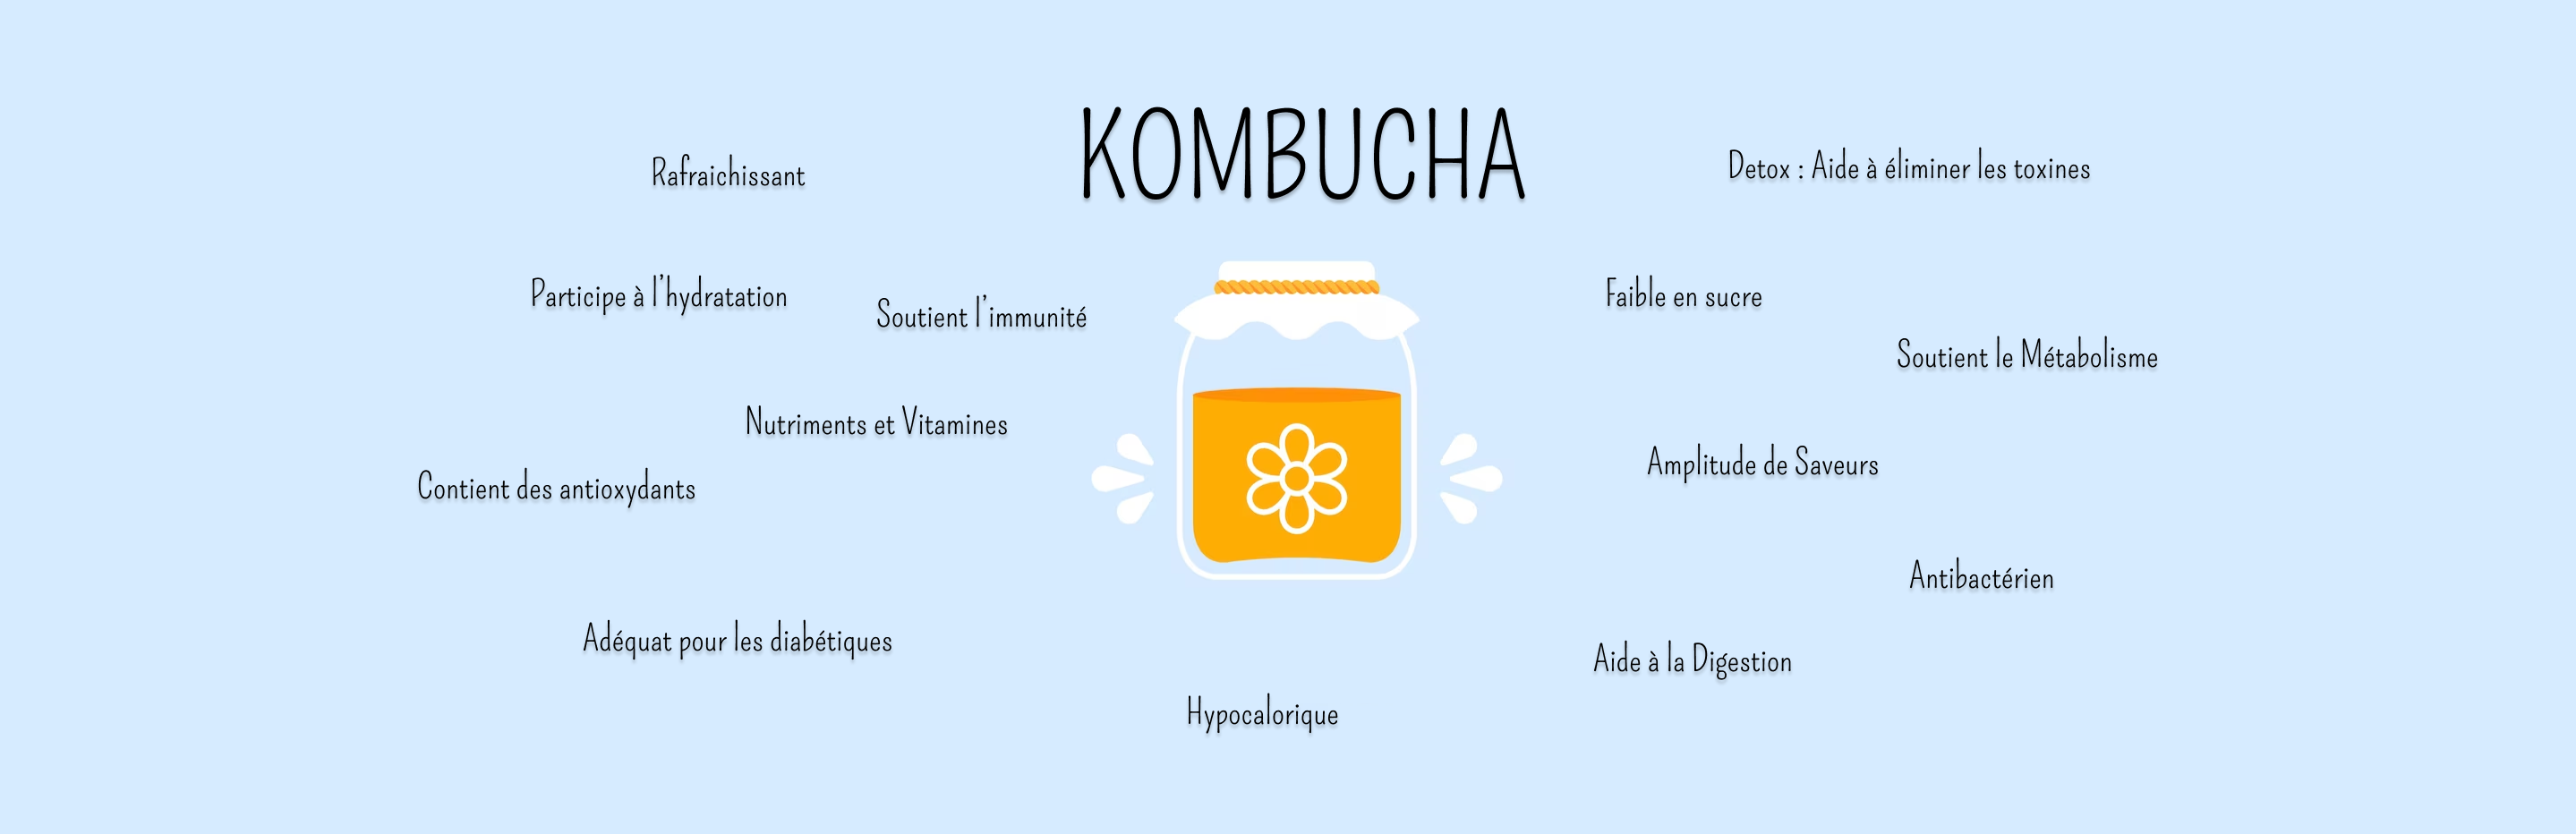 KOMBUCHA
Rafraichissant
Detox : Aide à éliminer les toxines
Participe à l'hydratation
Soutient l'immunité
Faible en sucre
Soutient le Métabolisme
Nutriments et Vitamines
Amplitude de Saveurs
Contient des antioxydants
Antibactérien
Adéquat pour les diabétiques
Aide à la Digestion
Hypocalorique